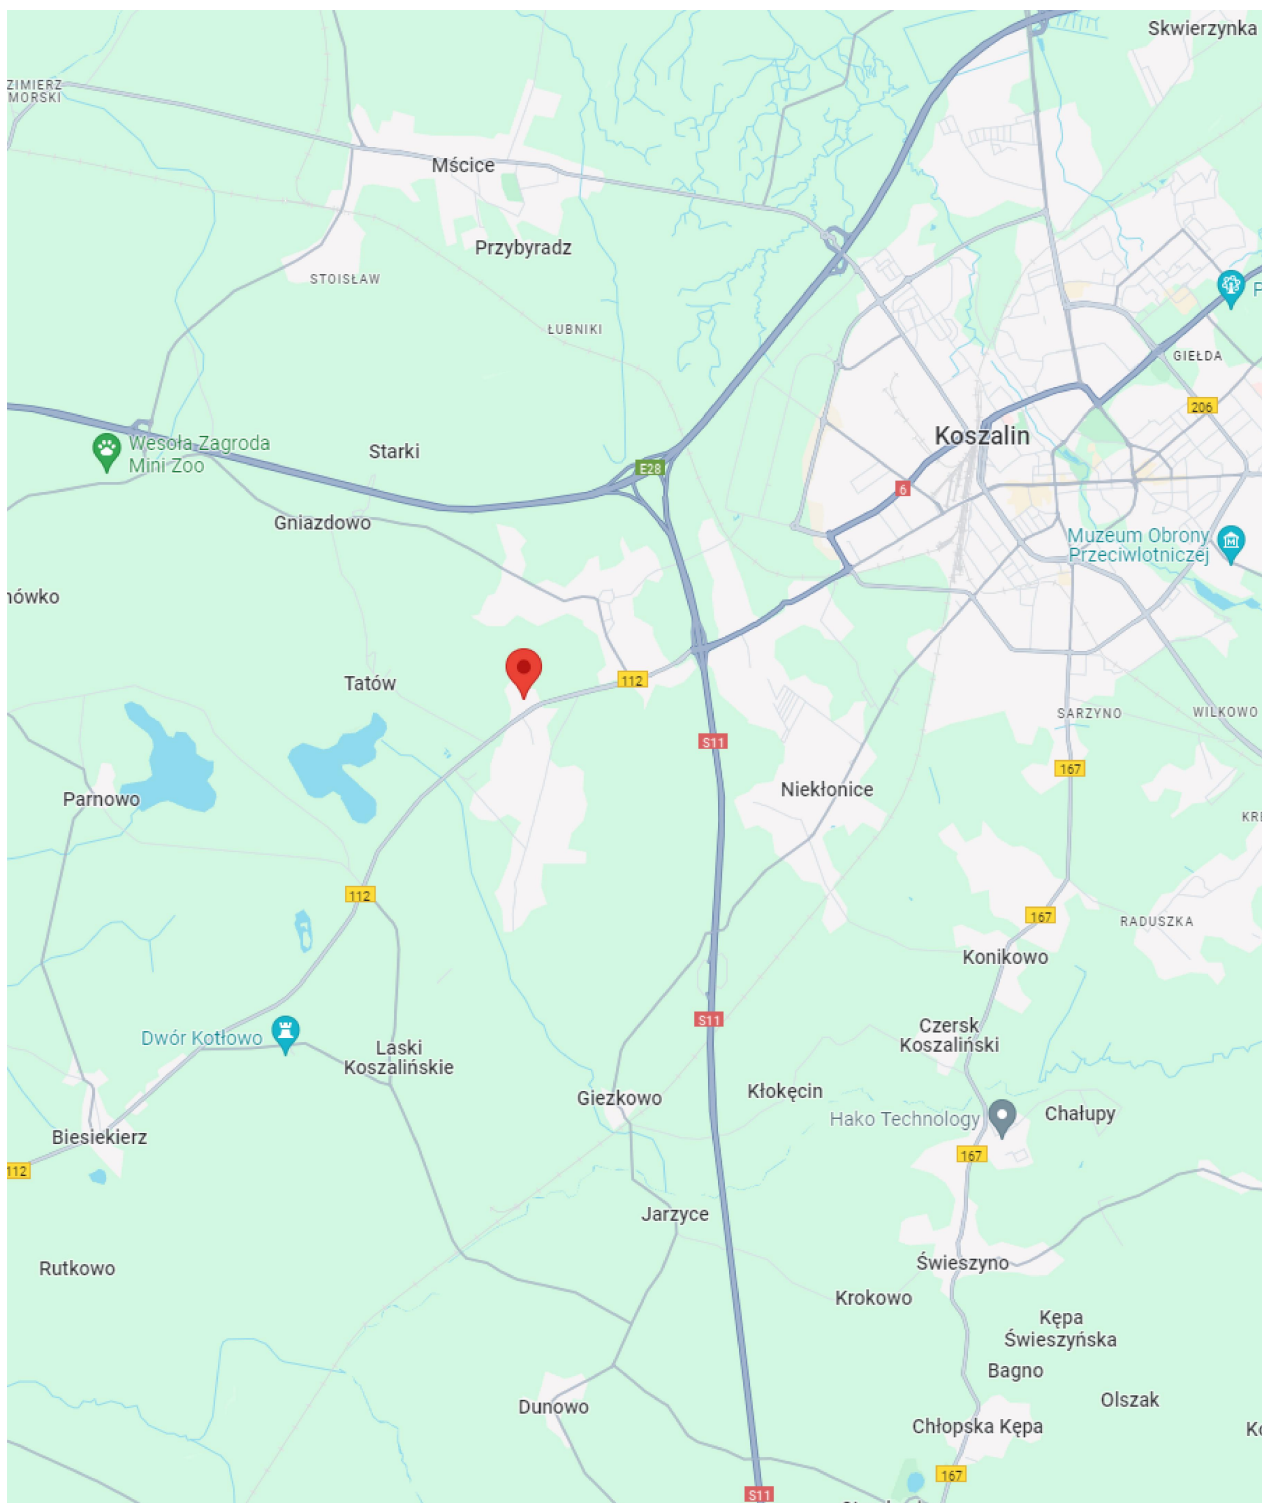 Skwierzynka
ZIMIERZ
MORSKI
Mścice
Przybyradz
STOISŁAW
P
ŁUBNIKI
GIEŁDA
206
Wesoła Zagroda
Mini Zoo
Starki
Koszalin
E28
6
Gniazdowo
Muzeum Obrony
Przeciwlotniczej
nówko
Tatów
112
SARZYNO
WILKOWO
S11
167
Parnowo
Niekłonice
KRE
112
167
RADUSZKA
Konikowo
S11
Dwór Kotłowo
Czersk
Koszaliński
Laski
Koszalińskie
Giezkowo
Kłokęcin
Hako Technology
Chałupy
Biesiekierz
167
112
Jarzyce
Rutkowo
Świeszyno
Krokowo
Kępa
Świeszyńska
Bagno
Dunowo
Olszak
Chłopska Kępa
Ko
167
S11